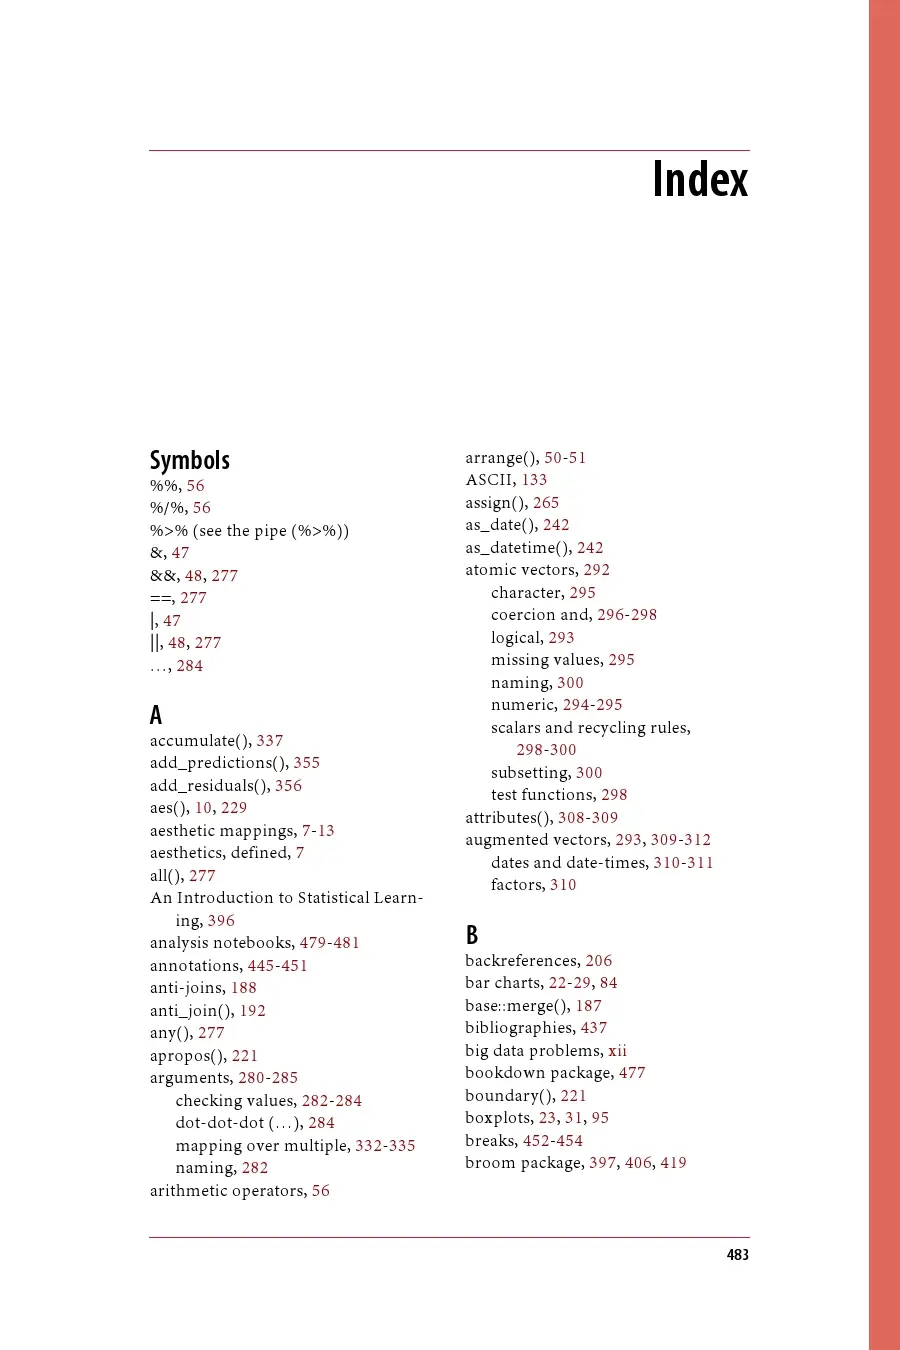 Index
Symbols
%%, 56
%/%, 56
%>% (see the pipe (%>%))
&, 47
&&, 48, 277
==, 277
|, 47
||, 48, 277
…, 284
A
accumulate(), 337
add_predictions(), 355
add_residuals(), 356
aes(), 10, 229
aesthetic mappings, 7-13
aesthetics, defined, 7
all(), 277
An Introduction to Statistical Learn-
ing, 396
analysis notebooks, 479-481
annotations, 445-451
anti-joins, 188
anti_join(), 192
any(), 277
apropos(), 221
arguments, 280-285
checking values, 282-284
dot-dot-dot (…), 284
mapping over multiple, 332-335
naming, 282
arithmetic operators, 56
arrange(), 50-51
ASCII, 133
assign(), 265
as_date(), 242
as_datetime(), 242
atomic vectors, 292
character, 295
coercion and, 296-298
logical, 293
missing values, 295
naming, 300
numeric, 294-295
scalars and recycling rules,
298-300
subsetting, 300
test functions, 298
attributes(), 308-309
augmented vectors, 293, 309-312
dates and date-times, 310-311
factors, 310
B
backreferences, 206
bar charts, 22-29, 84
base::merge(), 187
bibliographies, 437
big data problems, xii
bookdown package, 477
boundary(), 221
boxplots, 23, 31, 95
breaks, 452-454
broom package, 397, 406, 419
483